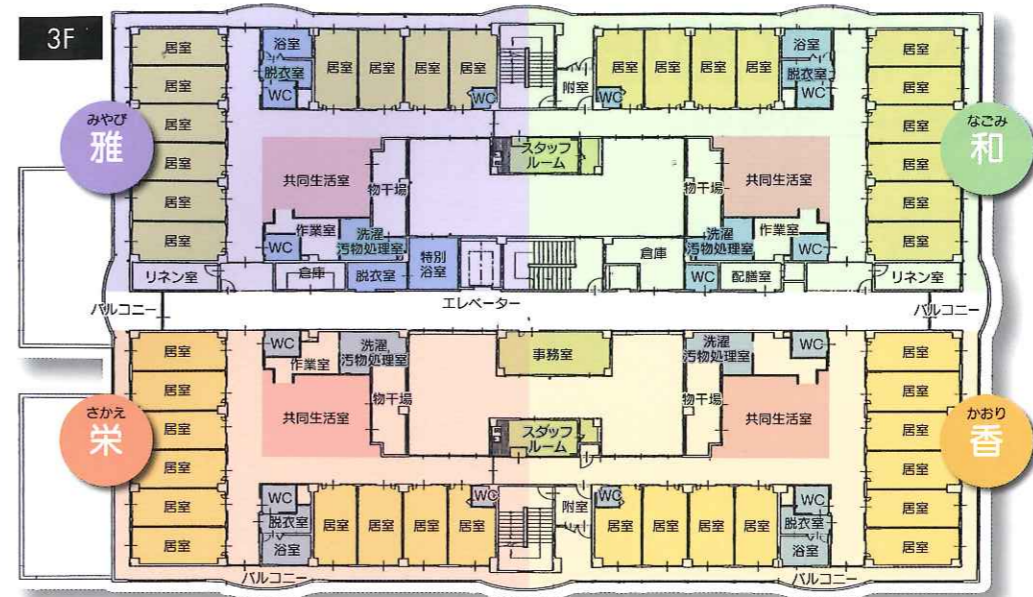 3F
居室
浴室
脱衣室
WC
居室
居室
居室
居室
WC
附室
居室
WC
居室
居室
居室
浴室
脱衣室
WC
居室
居室
居室
居室
居室
居室
居室
居室
居室
居室
居室
みやび
雅
なごみ
和
共同生活室
物干場
スタッフ
ルーム
物干場
共同生活室
作業室
WC
洗濯
汚物処理室
特別
浴室
倉庫
脱衣室
リネン室
倉庫
洗濯
汚物処理室
作業室
WC
WC
配膳室
リネン室
バルコニー
エレベーター
バルコニー
居室
居室
居室
居室
居室
居室
さかえ
栄
WC
作業室
洗濯
汚物処理室
共同生活室
物干場
事務室
スタッフ
ルーム
洗濯
汚物処理室
WC
物干場
共同生活室
居室
居室
居室
居室
居室
居室
かおり
香
WC
脱衣室
浴室
居室
居室
居室
居室
WC
附室
WC
居室
居室
居室
居室
WC
脱衣室
浴室
バルコニー
バルコニー